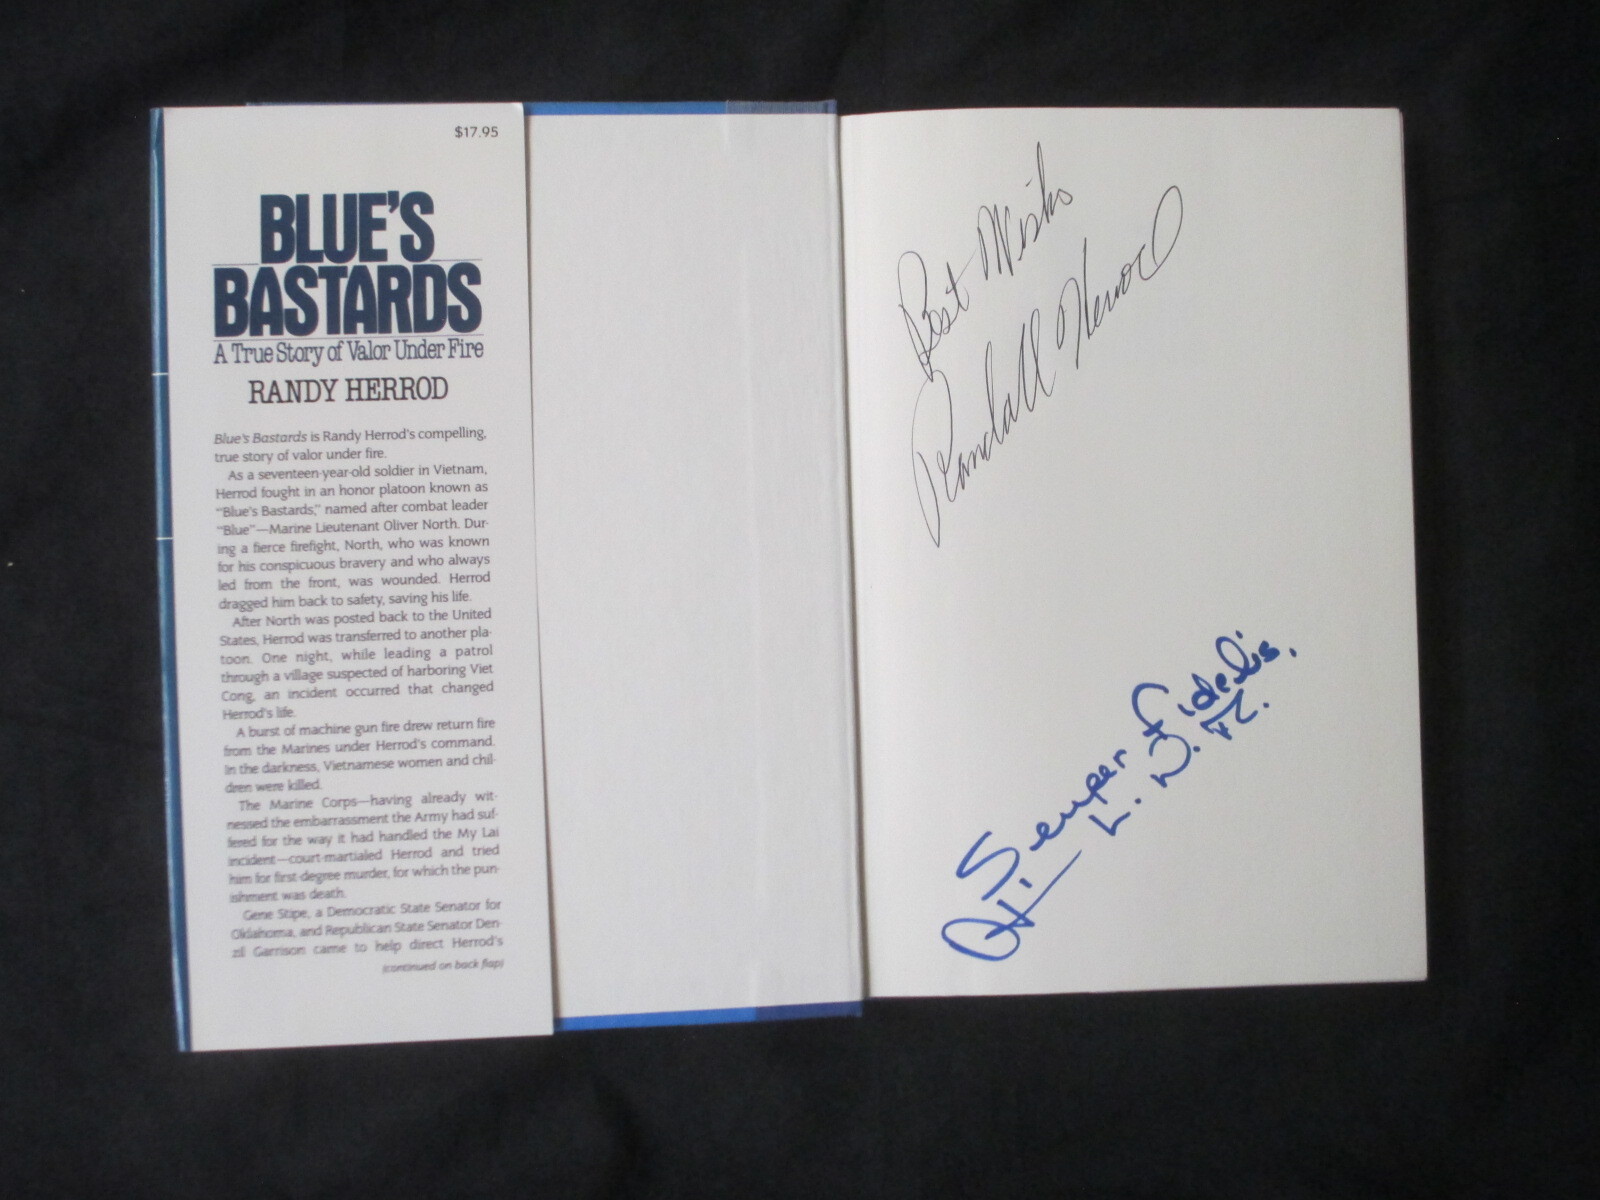 $17.95
BLUE'S
BASTARDS
A True Story of Valor Under Fire
RANDY HERROD
Blue's Bastards is Randy Herrod's compelling,
true story of valor under fire.
As a seventeen-year-old soldier in Vietnam,
Herrod fought in an honor platoon known as
"Blue's Bastards," named after combat leader
"Blue"—Marine Lieutenant Oliver North. Dur-
ing a fierce firefight, North, who was known
for his conspicuous bravery and who always
led from the front, was wounded. Herrod
dragged him back to safety, saving his life.
After North was posted back to the United
States, Herrod was transferred to another pla-
toon. One night, while leading a patrol
through a village suspected of harboring Viet
Cong, an incident occurred that changed
Herrod's life.
A burst of machine gun fire drew return fire
from the Marines under Herrod's command.
In the darkness, Vietnamese women and chil-
dren were killed.
The Marine Corps—having already wit-
nessed the embarrassment the Army had suf-
fered for the way it had handled the My Lai
incident—court-martialed Herrod and tried
him for first-degree murder, for which the pun-
ishment was death.
Gene Stipe, a Democratic State Senator for
Oklahoma, and Republican State Senator Den-
zil Garrison came to help direct Herrod's
(continued on back flap)
Best Wishs
Randall Herrod
Semper Fidelis.